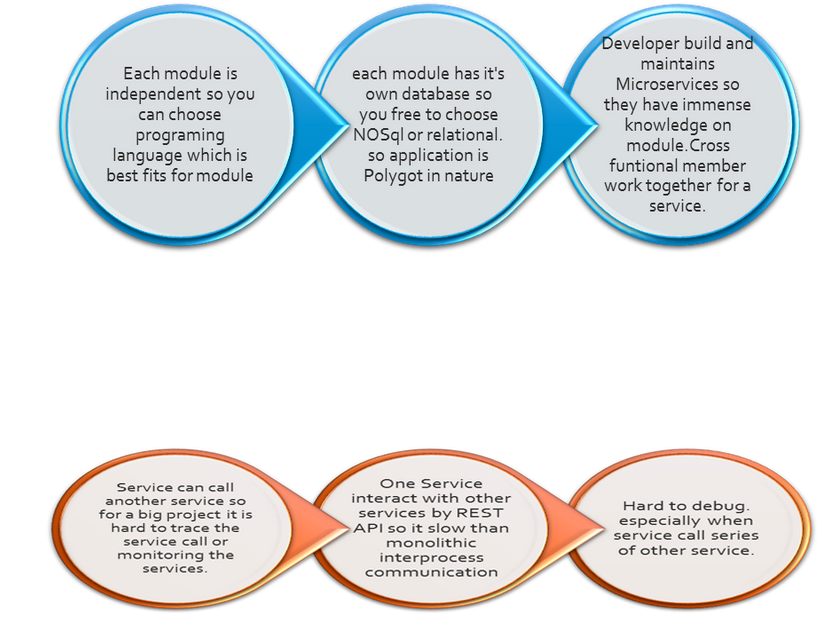 Each module is
independent so you
can choose
programing
language which is
best fits for module
each module has it's
own database so
you free to choose
NOSql or relational.
so application is
Polygot in nature
Developer build and
maintains
Microservices so
they have immense
knowledge on
module.Cross
funtional member
work together for a
service.
Service can call
another service so
for a big project it is
hard to trace the
service call or
monitoring the
services.
One Service
interact with other
services by REST
API so it slow than
monolithic
interprocess
communication
Hard to debug.
especially when
service call series
of other service.